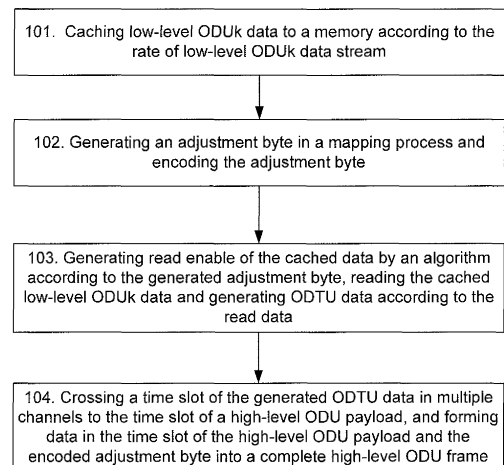 101. Caching low-level ODUk data to a memory according to the
rate of low-level ODUk data stream
102. Generating an adjustment byte in a mapping process and
encoding the adjustment byte
103. Generating read enable of the cached data by an algorithm
according to the generated adjustment byte, reading the cached
low-level ODUk data and generating ODTU data according to the
read data
104. Crossing a time slot of the generated ODTU data in multiple
channels to the time slot of a high-level ODU payload, and forming
data in the time slot of the high-level ODU payload and the
encoded adjustment byte into a complete high-level ODU frame